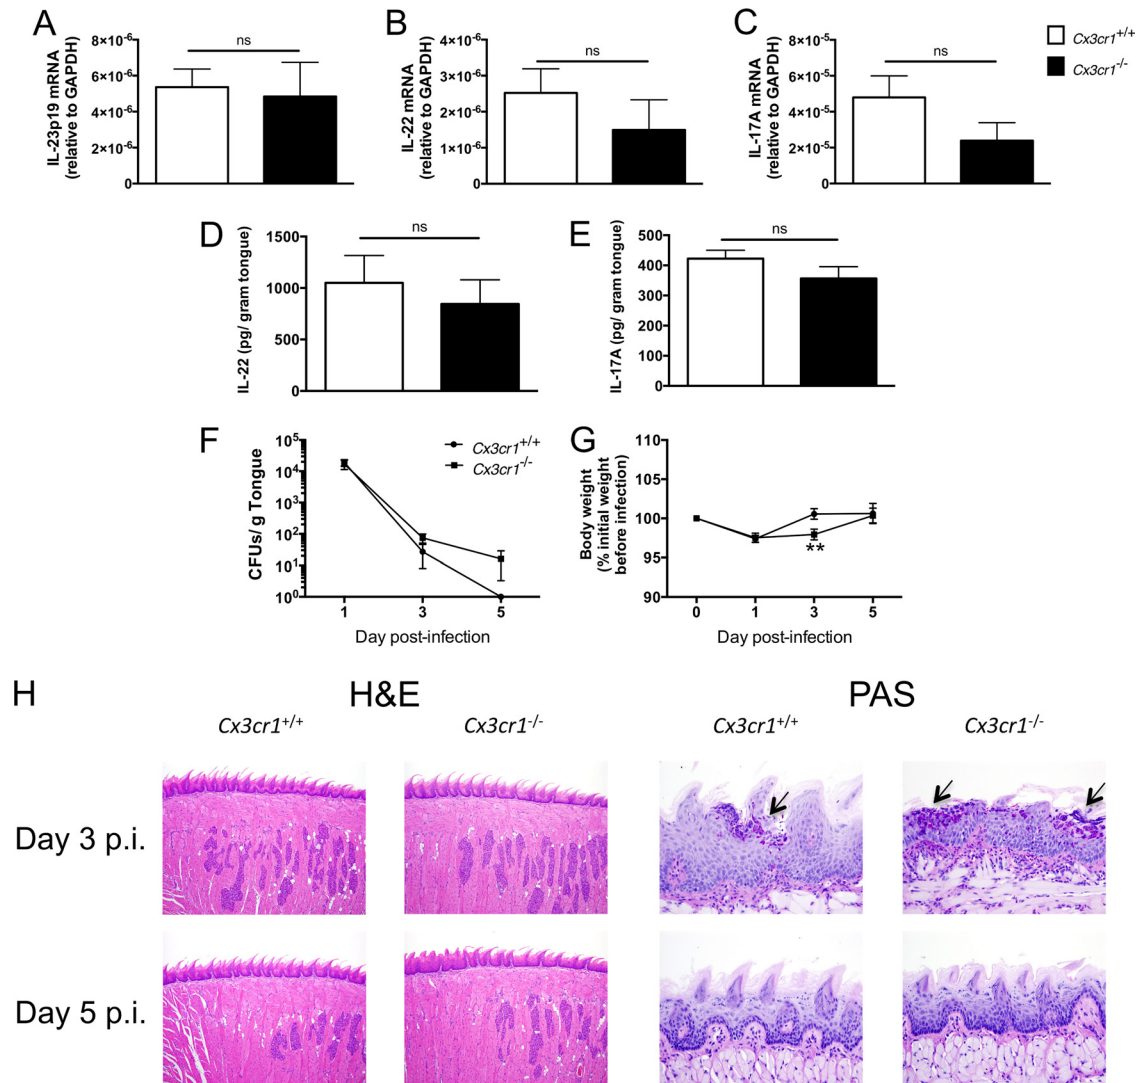 A
IL-23p19 mRNA
(relative to GAPDH)
8×10⁻⁶
6×10⁻⁶
4×10⁻⁶
2×10⁻⁶
0
ns
B
IL-22 mRNA
(relative to GAPDH)
4×10⁻⁶
3×10⁻⁶
2×10⁻⁶
1×10⁻⁶
0
ns
C
IL-17A mRNA
(relative to GAPDH)
8×10⁻⁵
6×10⁻⁵
4×10⁻⁵
2×10⁻⁵
0
ns
Cx3cr1⁺/⁺
Cx3cr1⁻/⁻
D
IL-22 (pg/ gram tongue)
1500
1000
500
0
ns
E
IL-17A (pg/ gram tongue)
500
400
300
200
100
0
ns
F
CFUs/ g Tongue
10⁵
10⁴
10³
10²
10¹
10⁰
1 3 5
Day post-infection
Cx3cr1⁺/⁺
Cx3cr1⁻/⁻
G
Body weight
(% initial weight
before infection)
110
105
100
95
90
**
0 1 3 5
Day post-infection
H
H&E PAS
Cx3cr1⁺/⁺ Cx3cr1⁻/⁻ Cx3cr1⁺/⁺ Cx3cr1⁻/⁻
Day 3 p.i.
Day 5 p.i.